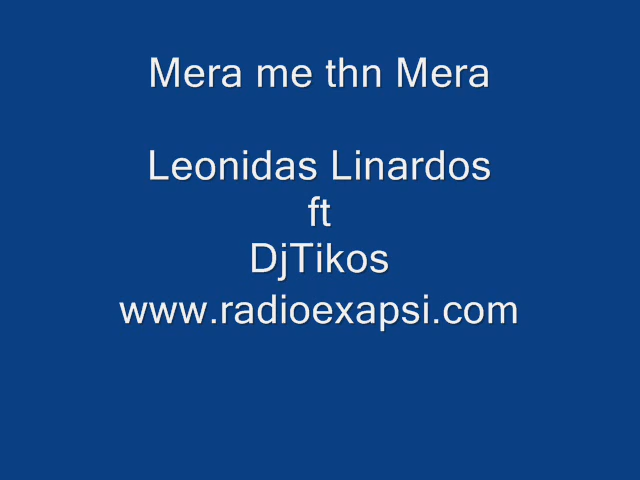 Mera me thn Mera
Leonidas Linardos
ft
DjTikos
www.radioexapsi.com